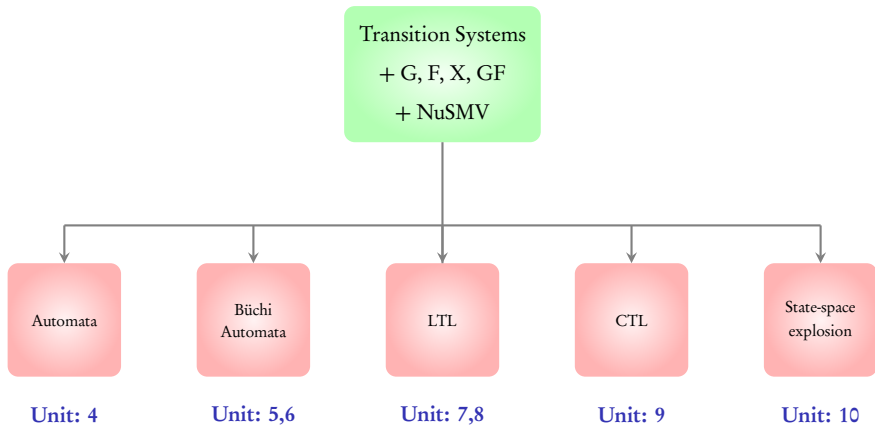 Transition Systems
+ G, F, X, GF
+ NuSMV
Automata
Büchi
Automata
LTL
CTL
State-space
explosion
Unit: 4
Unit: 5,6
Unit: 7,8
Unit: 9
Unit: 10